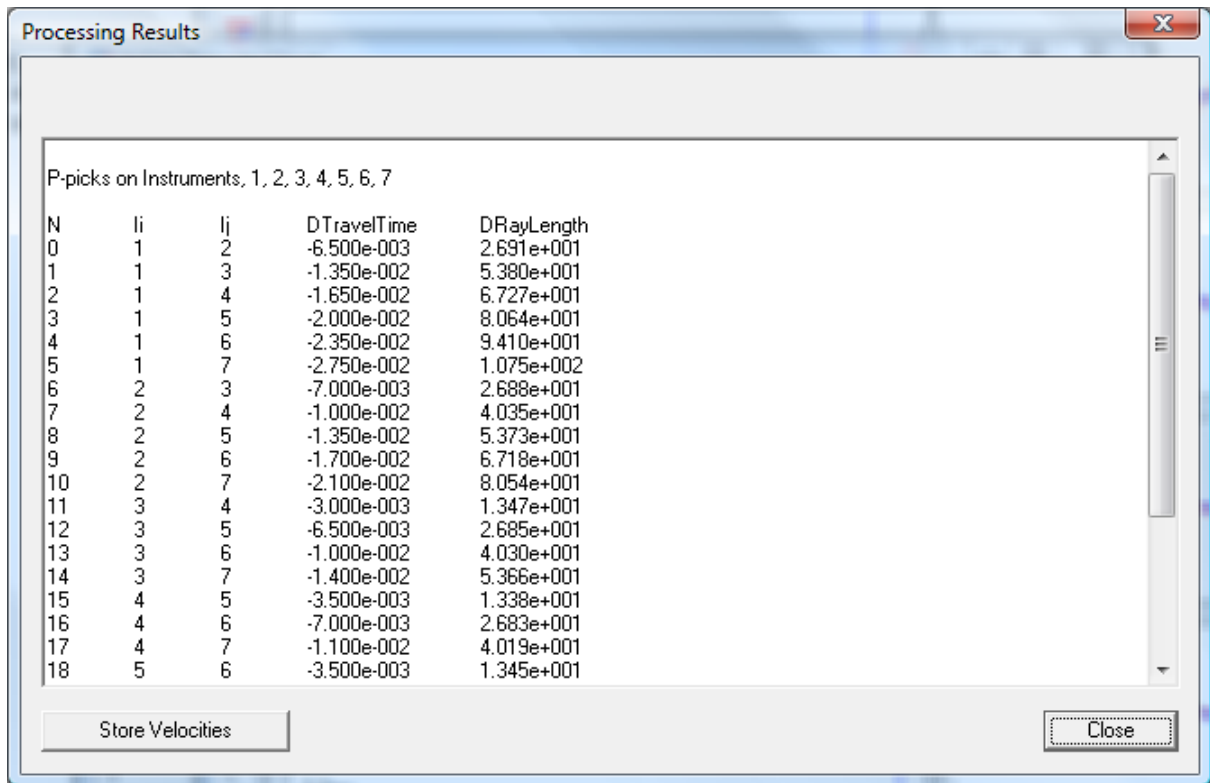 Processing Results
P-picks on Instruments, 1, 2, 3, 4, 5, 6, 7
N Ii Ij DTravelTime DRayLength
0 1 2 -6.500e-003 2.691e+001
1 1 3 -1.350e-002 5.380e+001
2 1 4 -1.650e-002 6.727e+001
3 1 5 -2.000e-002 8.064e+001
4 1 6 -2.350e-002 9.410e+001
5 1 7 -2.750e-002 1.075e+002
6 2 3 -7.000e-003 2.688e+001
7 2 4 -1.000e-002 4.035e+001
8 2 5 -1.350e-002 5.373e+001
9 2 6 -1.700e-002 6.718e+001
10 2 7 -2.100e-002 8.054e+001
11 3 4 -3.000e-003 1.347e+001
12 3 5 -6.500e-003 2.685e+001
13 3 6 -1.000e-002 4.030e+001
14 3 7 -1.400e-002 5.366e+001
15 4 5 -3.500e-003 1.338e+001
16 4 6 -7.000e-003 2.683e+001
17 4 7 -1.100e-002 4.019e+001
18 5 6 -3.500e-003 1.345e+001
Store Velocities Close